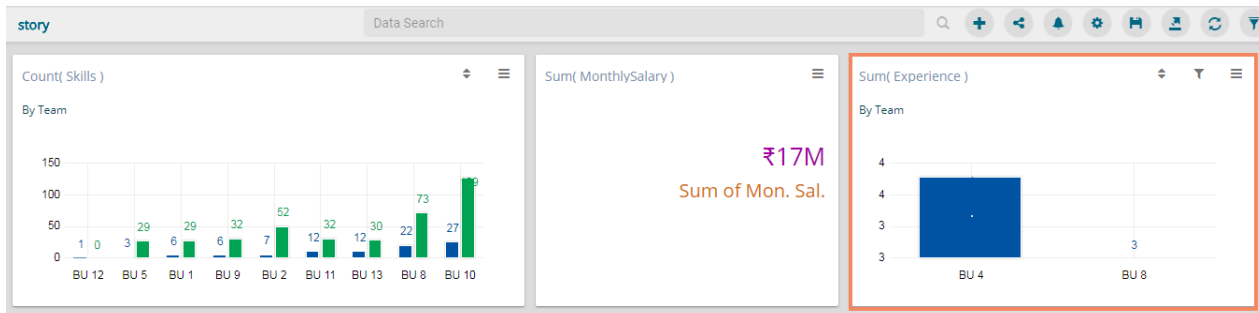 story
Data Search
Count( Skills )
By Team
150
100
50
0
1 0 3 29 6 29 6 32 7 52 12 32 12 30 22 73 27
BU 12 BU 5 BU 1 BU 9 BU 2 BU 11 BU 13 BU 8 BU 10
Sum( MonthlySalary )
₹17M
Sum of Mon. Sal.
Sum( Experience )
By Team
4
4
3
3
3
BU 4 BU 8